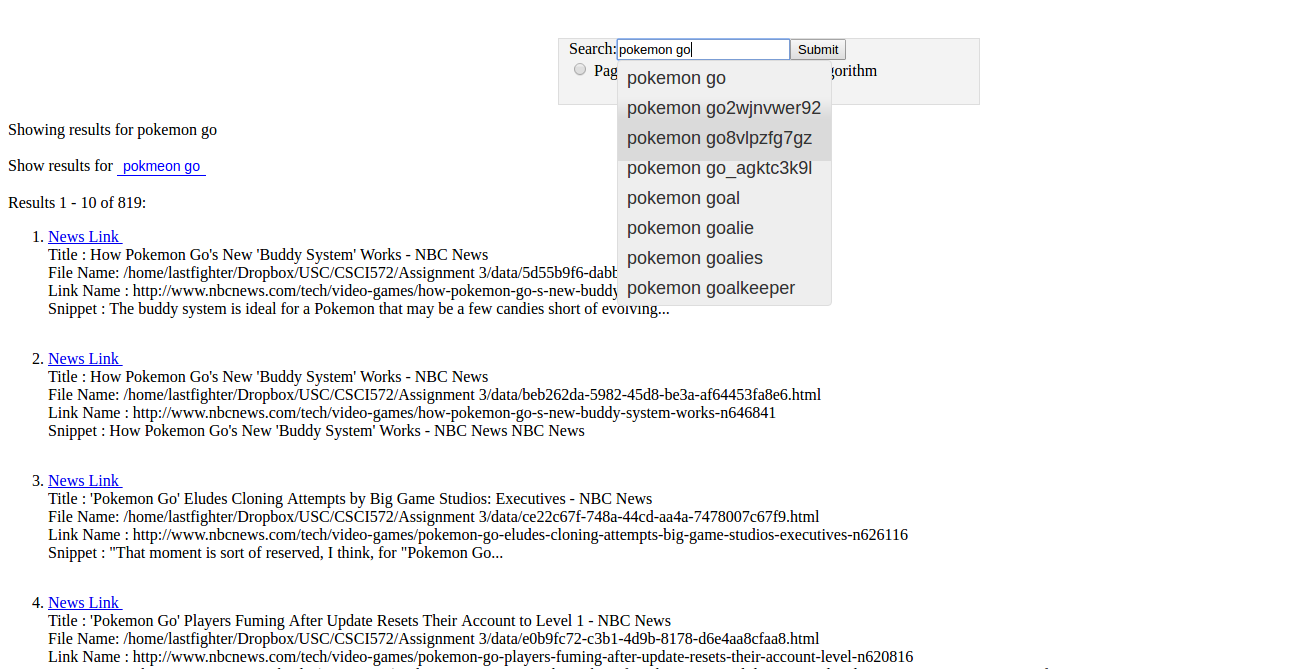 Search: pokemon go Submit
Pag gorithm
pokemon go
pokemon go2wjnvwer92
pokemon go8vlpzfg7gz
pokemon go_agktc3k9l
pokemon goal
pokemon goalie
pokemon goalies
pokemon goalkeeper
Showing results for pokemon go
Show results for pokmeon go
Results 1 - 10 of 819:
1. News Link
Title : How Pokemon Go's New 'Buddy System' Works - NBC News
File Name: /home/lastfighter/Dropbox/USC/CSCI572/Assignment 3/data/5d55b9f6-dabb
Link Name : http://www.nbcnews.com/tech/video-games/how-pokemon-go-s-new-buddy
Snippet : The buddy system is ideal for a Pokemon that may be a few candies short of evolving...
2. News Link
Title : How Pokemon Go's New 'Buddy System' Works - NBC News
File Name: /home/lastfighter/Dropbox/USC/CSCI572/Assignment 3/data/beb262da-5982-45d8-be3a-af64453fa8e6.html
Link Name : http://www.nbcnews.com/tech/video-games/how-pokemon-go-s-new-buddy-system-works-n646841
Snippet : How Pokemon Go's New 'Buddy System' Works - NBC News NBC News
3. News Link
Title : 'Pokemon Go' Eludes Cloning Attempts by Big Game Studios: Executives - NBC News
File Name: /home/lastfighter/Dropbox/USC/CSCI572/Assignment 3/data/ce22c67f-748a-44cd-aa4a-7478007c67f9.html
Link Name : http://www.nbcnews.com/tech/video-games/pokemon-go-eludes-cloning-attempts-big-game-studios-executives-n626116
Snippet : "That moment is sort of reserved, I think, for "Pokemon Go...
4. News Link
Title : 'Pokemon Go' Players Fuming After Update Resets Their Account to Level 1 - NBC News
File Name: /home/lastfighter/Dropbox/USC/CSCI572/Assignment 3/data/e0b9fc72-c3b1-4d9b-8178-d6e4aa8cfaa8.html
Link Name : http://www.nbcnews.com/tech/video-games/pokemon-go-players-fuming-after-update-resets-their-account-level-n620816